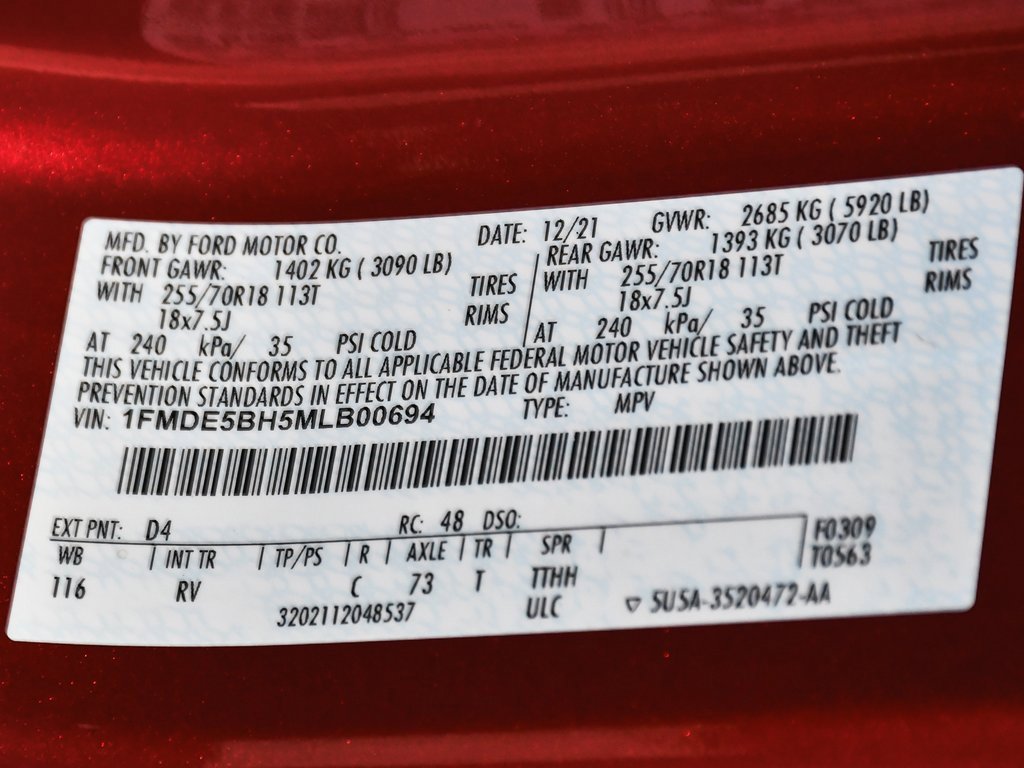 MFD. BY FORD MOTOR CO. DATE: 12/21 GVWR: 2685 KG ( 5920 LB)
FRONT GAWR: 1402 KG ( 3090 LB) REAR GAWR: 1393 KG ( 3070 LB)
WITH 255/70R18 113T TIRES WITH 255/70R18 113T TIRES
18x7.5J RIMS 18x7.5J RIMS
AT 240 kPa/ 35 PSI COLD AT 240 kPa/ 35 PSI COLD
THIS VEHICLE CONFORMS TO ALL APPLICABLE FEDERAL MOTOR VEHICLE SAFETY AND THEFT
PREVENTION STANDARDS IN EFFECT ON THE DATE OF MANUFACTURE SHOWN ABOVE.
VIN: 1FMDE5BH5MLB00694 TYPE: MPV
EXT PNT: D4 RC: 48 DSO: F0309
WB INT TR TP/PS R AXLE TR SPR T0563
116 RV C 73 T TTHH
3202112048537 ULC ▽ 5U5A-3520472-AA